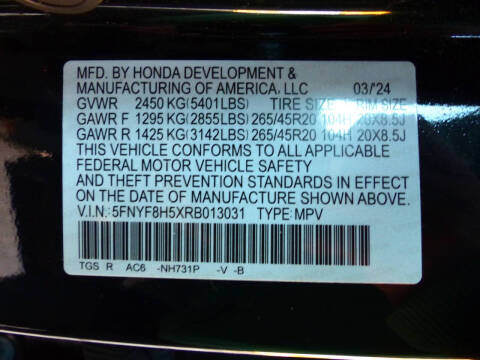 MFD. BY HONDA DEVELOPMENT &
MANUFACTURING OF AMERICA, LLC 03/'24
GVWR 2450 KG (5401LBS) TIRE SIZE RIM SIZE
GAWR F 1295 KG (2855LBS) 265/45R20 104H 20X8.5J
GAWR R 1425 KG (3142LBS) 265/45R20 104H 20X8.5J
THIS VEHICLE CONFORMS TO ALL APPLICABLE
FEDERAL MOTOR VEHICLE SAFETY
AND THEFT PREVENTION STANDARDS IN EFFECT
ON THE DATE OF MANUFACTURE SHOWN ABOVE.
V.I.N.: 5FNYF8H5XRB013031 TYPE: MPV
TGS R AC6 -NH731P -V -B